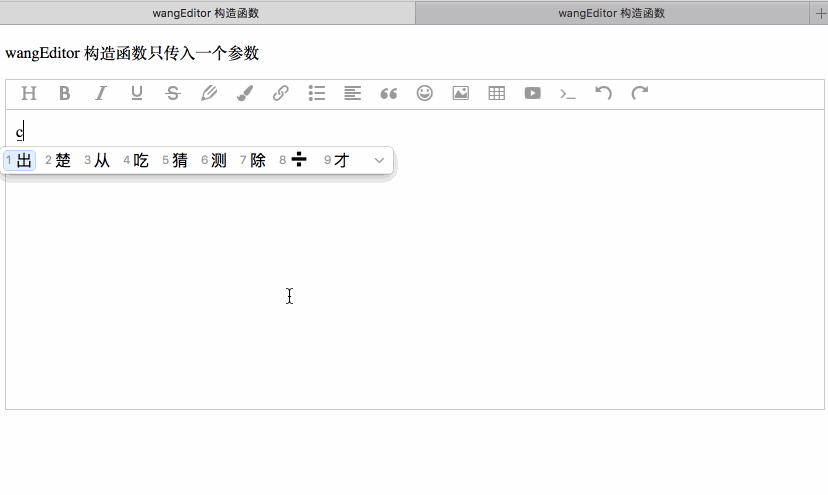 wangEditor 构造函数 wangEditor 构造函数
wangEditor 构造函数只传入一个参数
H B I U S
c
1 出 2 楚 3 从 4 吃 5 猜 6 测 7 除 8 ÷ 9 才